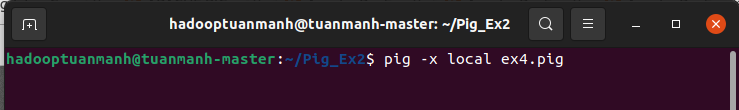 hadooptuanmanh@tuanmanh-master: ~/Pig_Ex2
hadooptuanmanh@tuanmanh-master:~/Pig_Ex2$ pig -x local ex4.pig